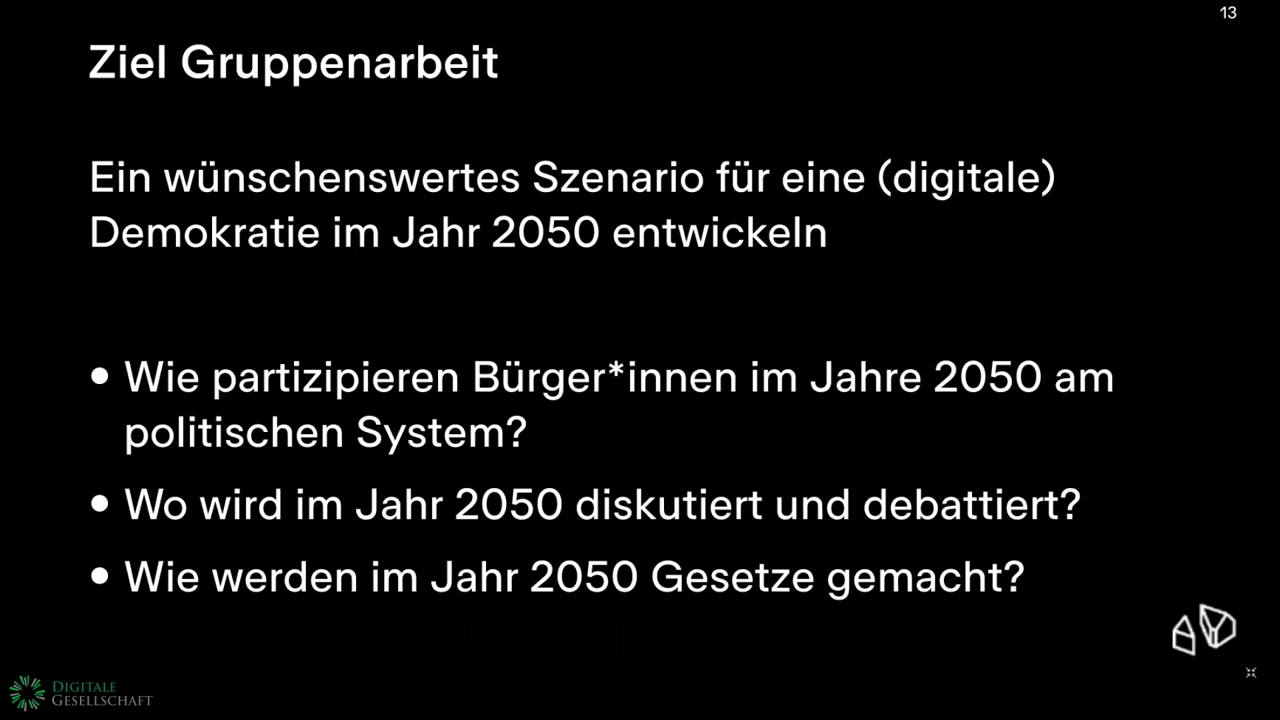 13
Ziel Gruppenarbeit
Ein wünschenswertes Szenario für eine (digitale)
Demokratie im Jahr 2050 entwickeln
• Wie partizipieren Bürger*innen im Jahre 2050 am
politischen System?
• Wo wird im Jahr 2050 diskutiert und debattiert?
• Wie werden im Jahr 2050 Gesetze gemacht?
DIGITALE
GESELLSCHAFT